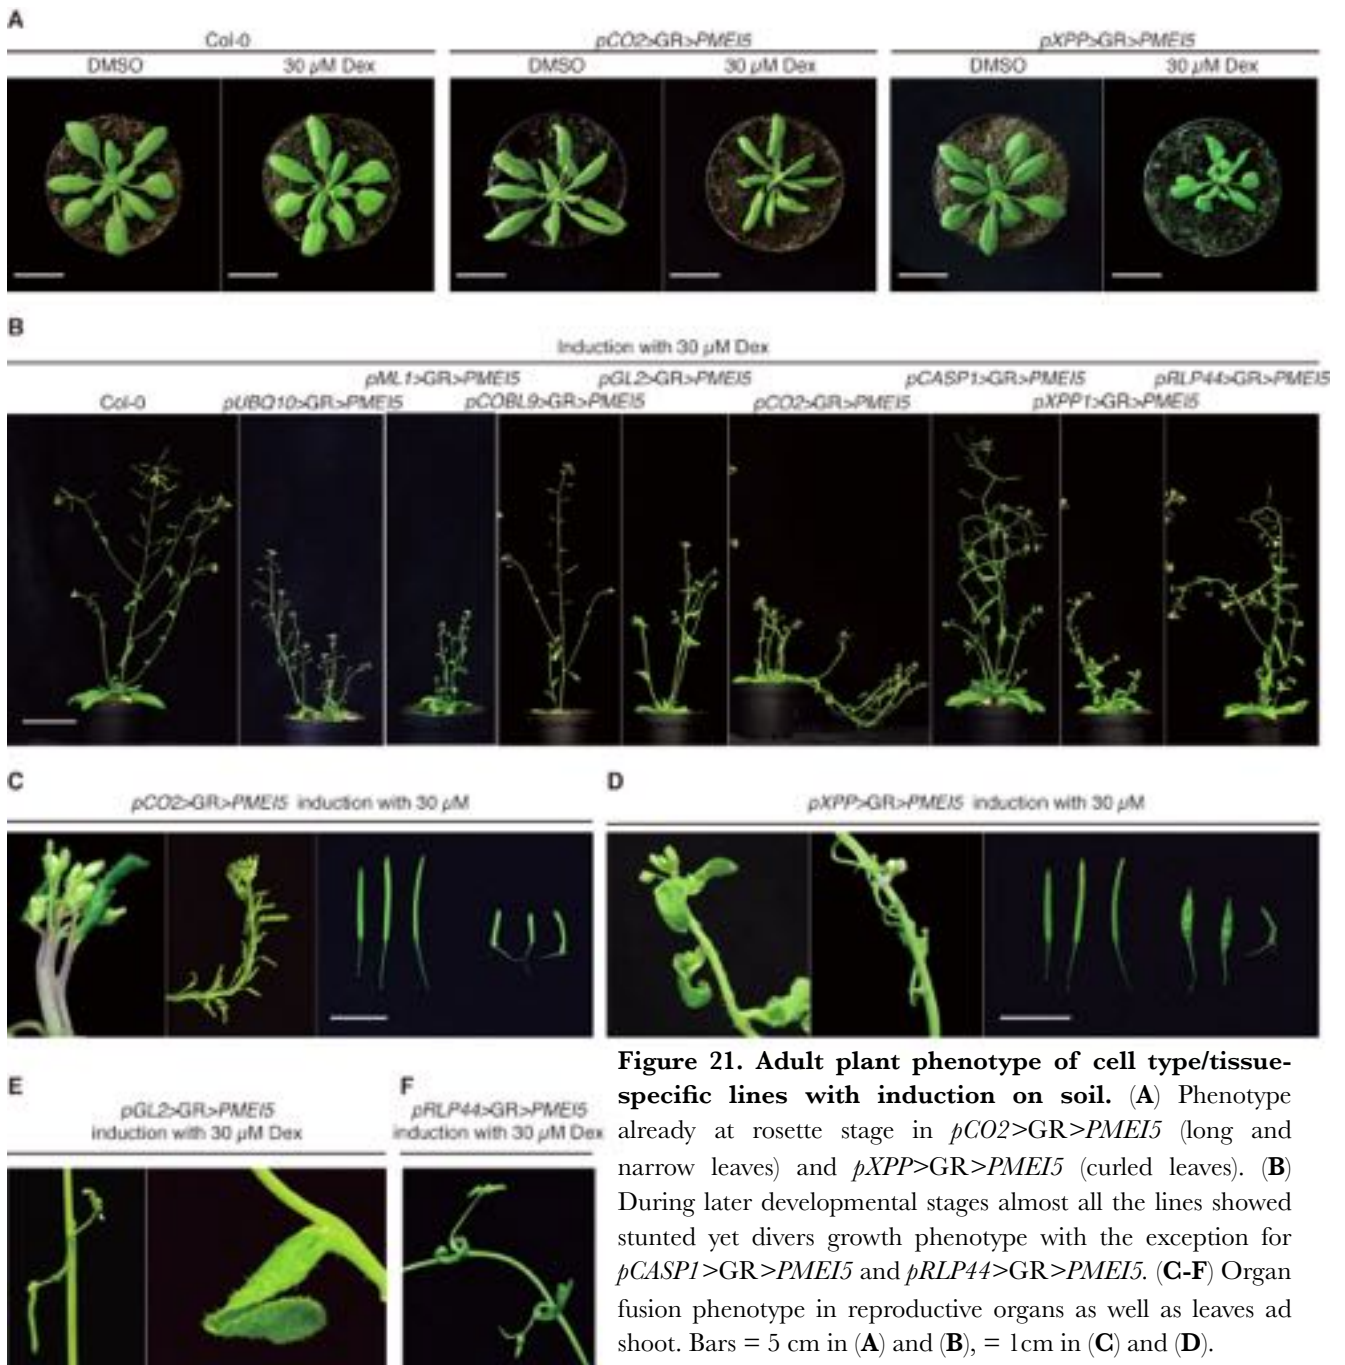 A
Col-0
pCO2>GR>PMEI5
pXPP>GR>PMEI5
DMSO
30 µM Dex
DMSO
30 µM Dex
DMSO
30 µM Dex
B
Induction with 30 µM Dex
pML1>GR>PMEI5
pGL2>GR>PMEI5
pCASP1>GR>PMEI5
pRLP44>GR>PMEI5
Col-0
pUBQ10>GR>PMEI5
pCOBL9>GR>PMEI5
pCO2>GR>PMEI5
pXPP1>GR>PMEI5
C
pCO2>GR>PMEI5 induction with 30 µM
D
pXPP>GR>PMEI5 induction with 30 µM
E
pGL2>GR>PMEI5
induction with 30 µM Dex
F
pRLP44>GR>PMEI5
induction with 30 µM Dex
Figure 21. Adult plant phenotype of cell type/tissue-
specific lines with induction on soil. (A) Phenotype
already at rosette stage in pCO2>GR>PMEI5 (long and
narrow leaves) and pXPP>GR>PMEI5 (curled leaves). (B)
During later developmental stages almost all the lines showed
stunted yet divers growth phenotype with the exception for
pCASP1>GR>PMEI5 and pRLP44>GR>PMEI5. (C-F) Organ
fusion phenotype in reproductive organs as well as leaves ad
shoot. Bars = 5 cm in (A) and (B), = 1cm in (C) and (D).